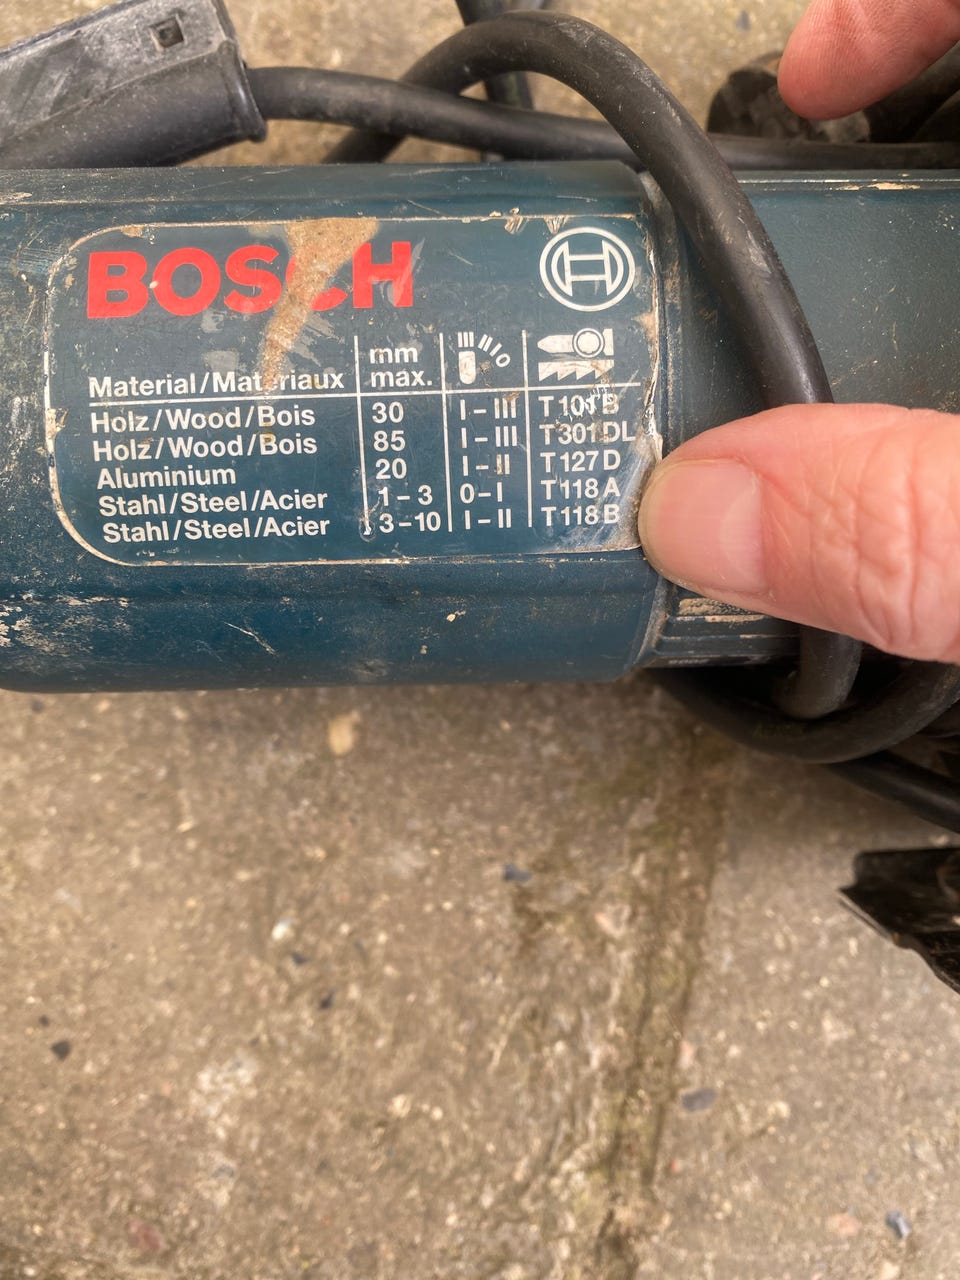 BOSCH
mm
Material/Materiaux max.
Holz/Wood/Bois 30 I-III T 101 B
Holz/Wood/Bois 85 I-III T 301 DL
Aluminium 20 I-II T 127 D
Stahl/Steel/Acier 1-3 0-I T 118 A
Stahl/Steel/Acier 3-10 I-II T 118 B